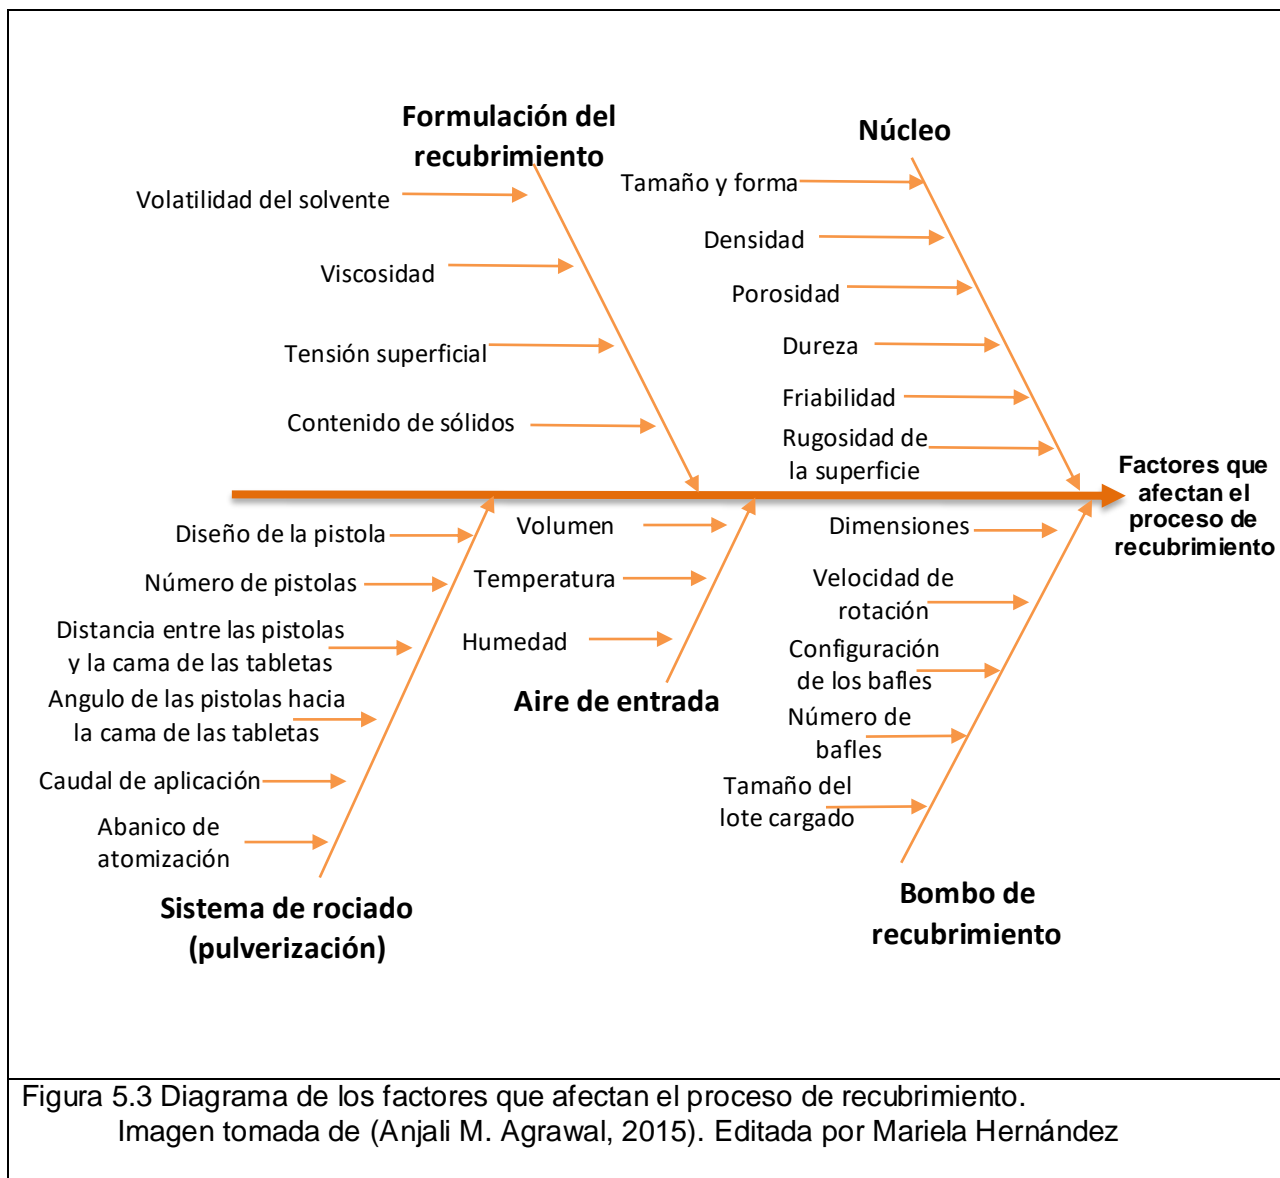 Formulación del
recubrimiento
Volatilidad del solvente
Viscosidad
Tensión superficial
Contenido de sólidos
Núcleo
Tamaño y forma
Densidad
Porosidad
Dureza
Friabilidad
Rugosidad de
la superficie
Factores que
afectan el
proceso de
recubrimiento
Diseño de la pistola
Número de pistolas
Distancia entre las pistolas
y la cama de las tabletas
Angulo de las pistolas hacia
la cama de las tabletas
Caudal de aplicación
Abanico de
atomización
Sistema de rociado
(pulverización)
Volumen
Temperatura
Humedad
Aire de entrada
Dimensiones
Velocidad de
rotación
Configuración
de los bafles
Número de
bafles
Tamaño del
lote cargado
Bombo de
recubrimiento
Figura 5.3 Diagrama de los factores que afectan el proceso de recubrimiento.
Imagen tomada de (Anjali M. Agrawal, 2015). Editada por Mariela Hernández